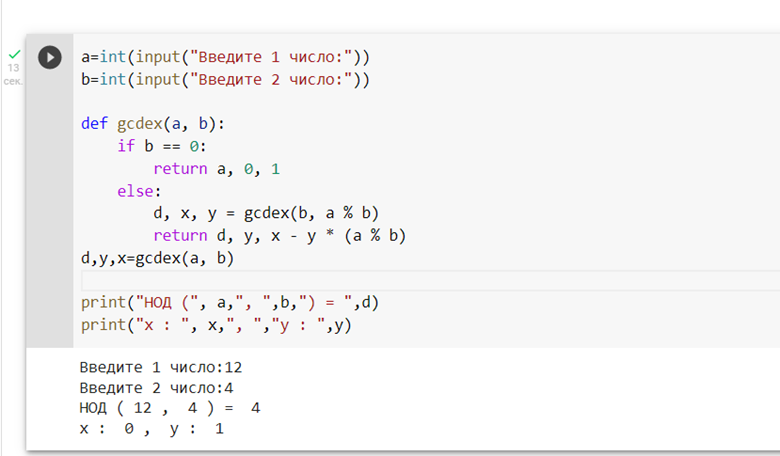 13
сек.
a=int(input("Введите 1 число:"))
b=int(input("Введите 2 число:"))
def gcdex(a, b):
    if b == 0:
        return a, 0, 1
    else:
        d, x, y = gcdex(b, a % b)
        return d, y, x - y * (a % b)
d,y,x=gcdex(a, b)
print("НОД (", a,", ",b,") = ",d)
print("x : ", x,", ","y : ",y)
Введите 1 число:12
Введите 2 число:4
НОД ( 12 ,  4 ) =  4
x :  0 ,  y :  1